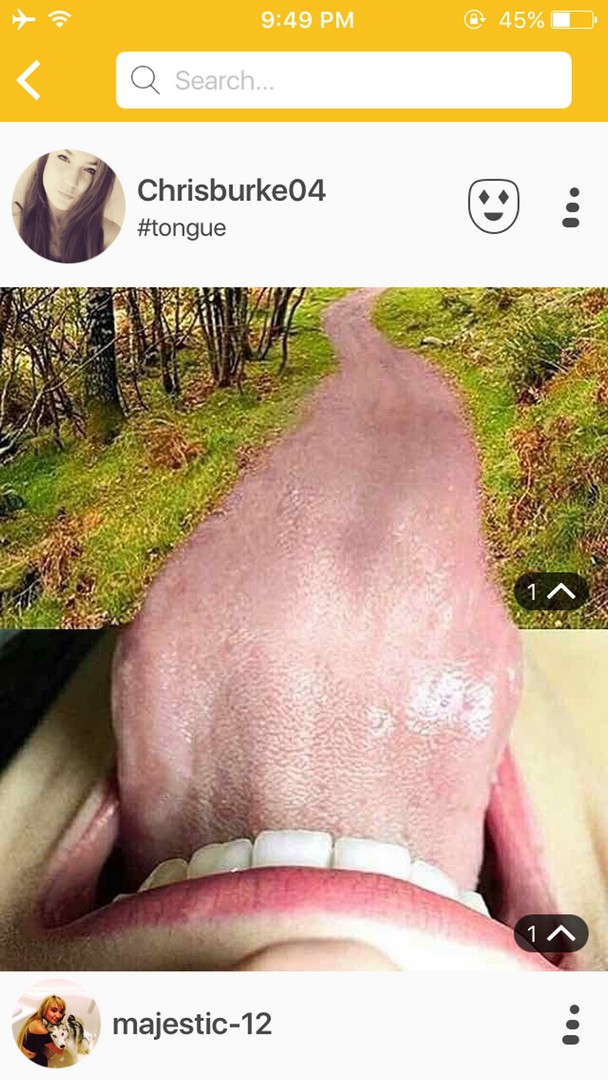 9:49 PM
45%
Search...
Chrisburke04
#tongue
1
1
majestic-12